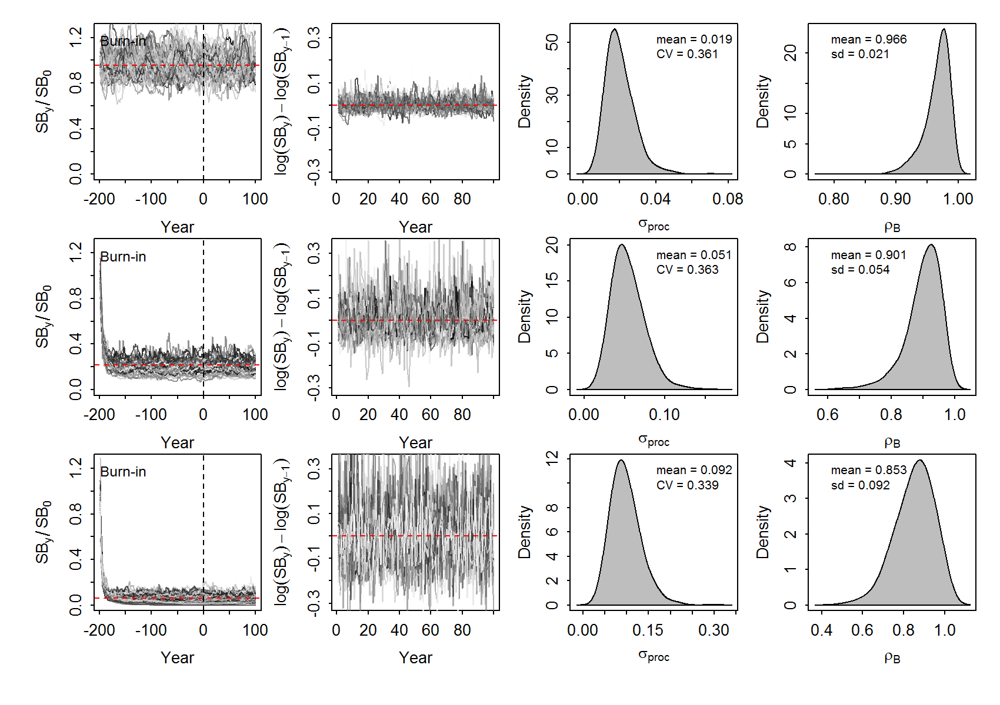 SBy / SB0
0.0 0.4 0.8 1.2
Burn-in
-200 -100 0 100
Year
log(SBy) − log(SBy−1)
-0.3 -0.1 0.1 0.3
0 20 40 60 80
Year
Density
0 10 30 50
mean = 0.019
CV = 0.361
0.00 0.04 0.08
σproc
Density
0 5 10 20
mean = 0.966
sd = 0.021
0.80 0.90 1.00
ρB
SBy / SB0
0.0 0.4 0.8 1.2
Burn-in
-200 -100 0 100
Year
log(SBy) − log(SBy−1)
-0.3 -0.1 0.1 0.3
0 20 40 60 80
Year
Density
0 5 10 15 20
mean = 0.051
CV = 0.363
0.00 0.10
σproc
Density
0 2 4 6 8
mean = 0.901
sd = 0.054
0.6 0.8 1.0
ρB
SBy / SB0
0.0 0.4 0.8 1.2
Burn-in
-200 -100 0 100
Year
log(SBy) − log(SBy−1)
-0.3 -0.1 0.1 0.3
0 20 40 60 80
Year
Density
0 2 4 6 8 12
mean = 0.092
CV = 0.339
0.00 0.15 0.30
σproc
Density
0 1 2 3 4
mean = 0.853
sd = 0.092
0.4 0.6 0.8 1.0
ρB